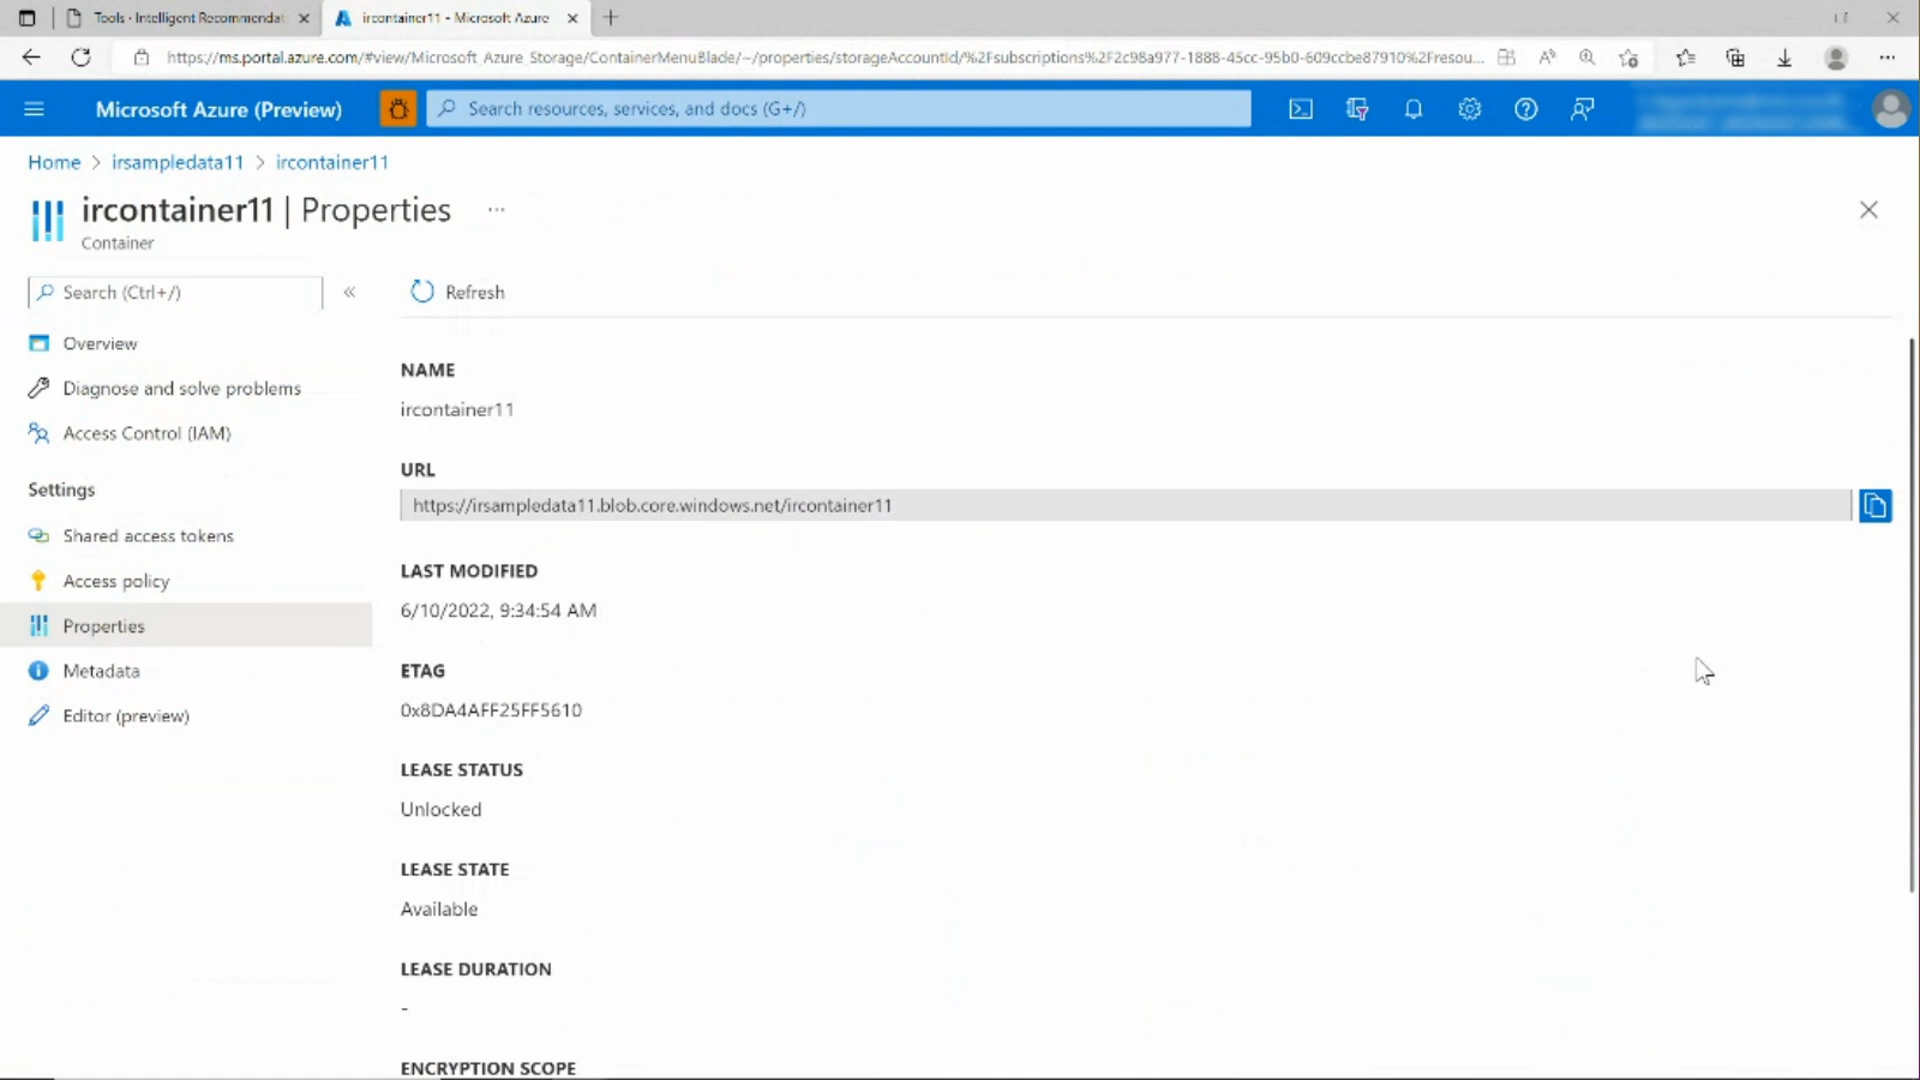 Tools - Intelligent Recommendat
ircontainer11 - Microsoft Azure
https://ms.portal.azure.com/#view/Microsoft_Azure_Storage/ContainerMenuBlade/~/properties/storageAccountId/%2Fsubscriptions%2F2c98a977-1888-45cc-95b0-609ccbe87910%2Fresou...
Microsoft Azure (Preview)
Search resources, services, and docs (G+/)
Home > irsampledata11 > ircontainer11
ircontainer11 | Properties ...
Container
Search (Ctrl+/)
«
Refresh
Overview
Diagnose and solve problems
Access Control (IAM)
Settings
Shared access tokens
Access policy
Properties
Metadata
Editor (preview)
NAME
ircontainer11
URL
https://irsampledata11.blob.core.windows.net/ircontainer11
LAST MODIFIED
6/10/2022, 9:34:54 AM
ETAG
0x8DA4AFF25FF5610
LEASE STATUS
Unlocked
LEASE STATE
Available
LEASE DURATION
-
ENCRYPTION SCOPE